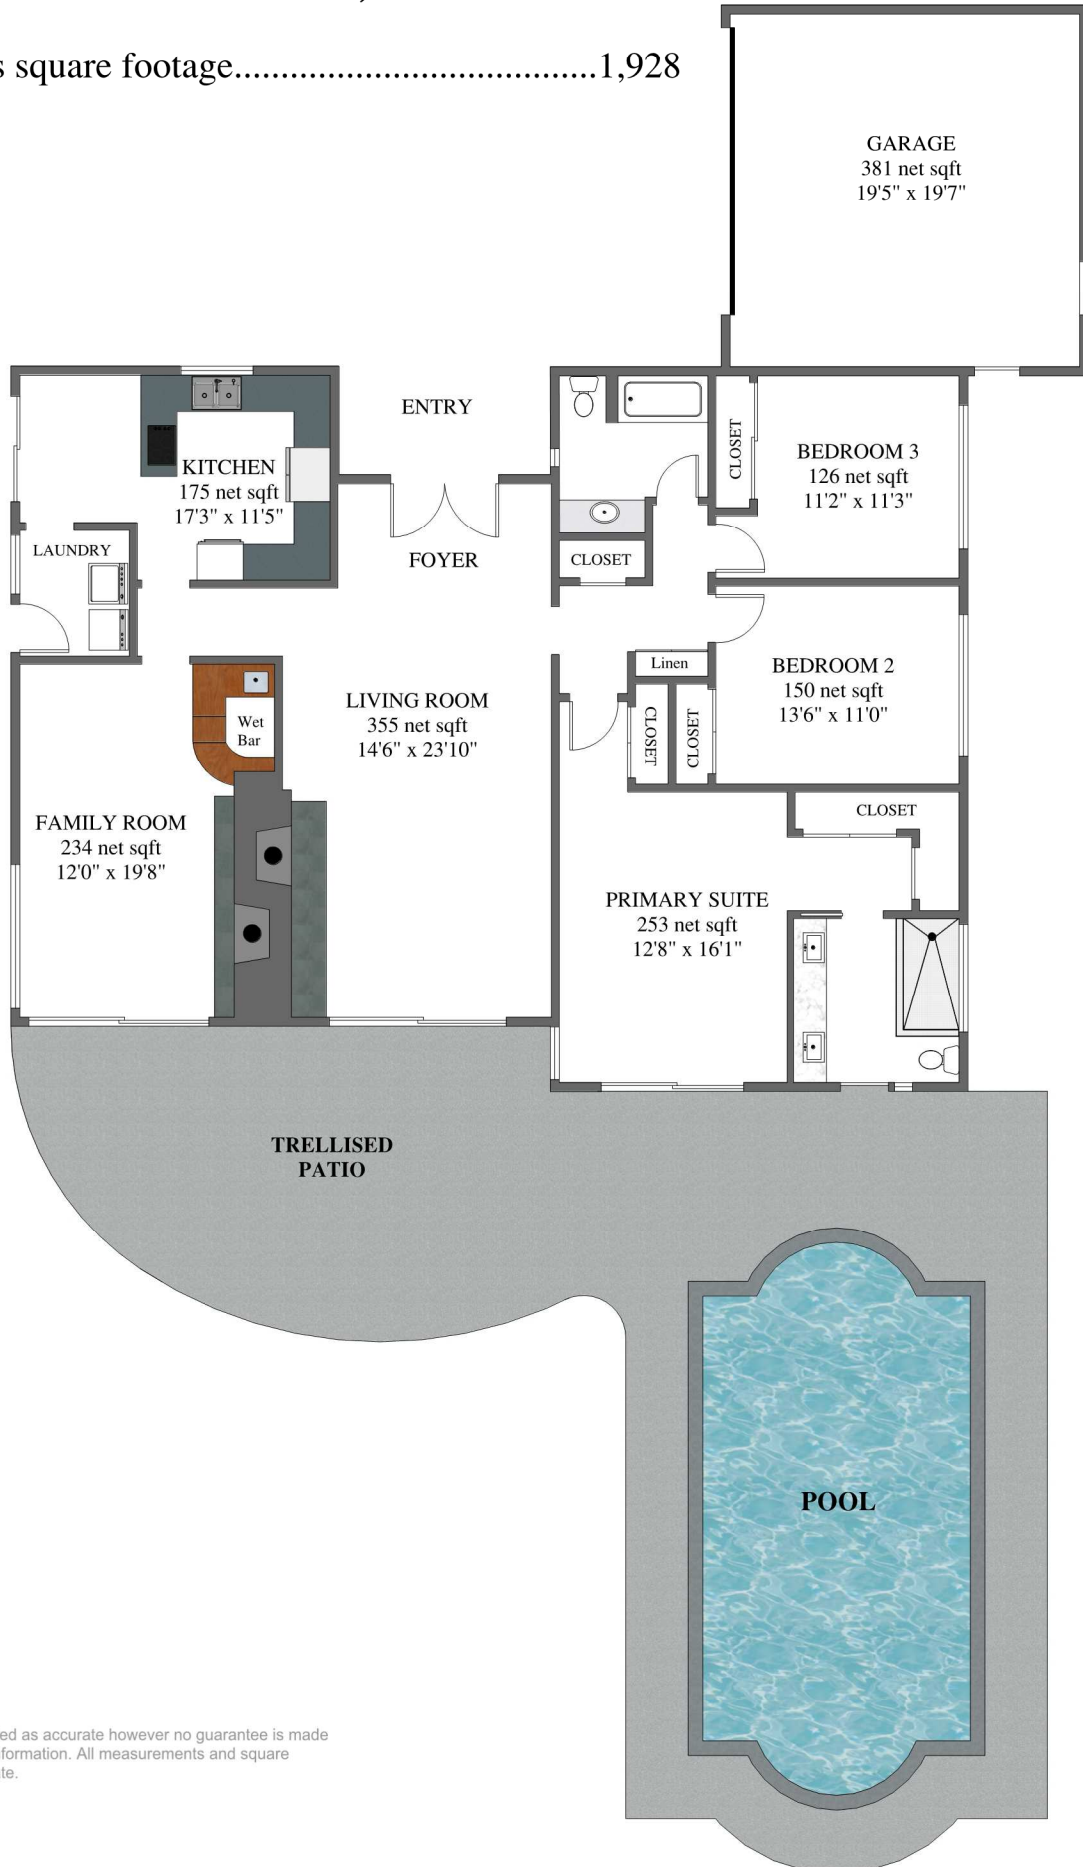 s square footage.......................................1,928
GARAGE
381 net sqft
19'5" x 19'7"
ENTRY
KITCHEN
175 net sqft
17'3" x 11'5"
CLOSET
BEDROOM 3
126 net sqft
11'2" x 11'3"
LAUNDRY
FOYER
CLOSET
Linen
BEDROOM 2
150 net sqft
13'6" x 11'0"
LIVING ROOM
355 net sqft
14'6" x 23'10"
Wet
Bar
CLOSET
CLOSET
FAMILY ROOM
234 net sqft
12'0" x 19'8"
CLOSET
PRIMARY SUITE
253 net sqft
12'8" x 16'1"
TRELLISED
PATIO
POOL
ed as accurate however no guarantee is made
formation. All measurements and square
te.